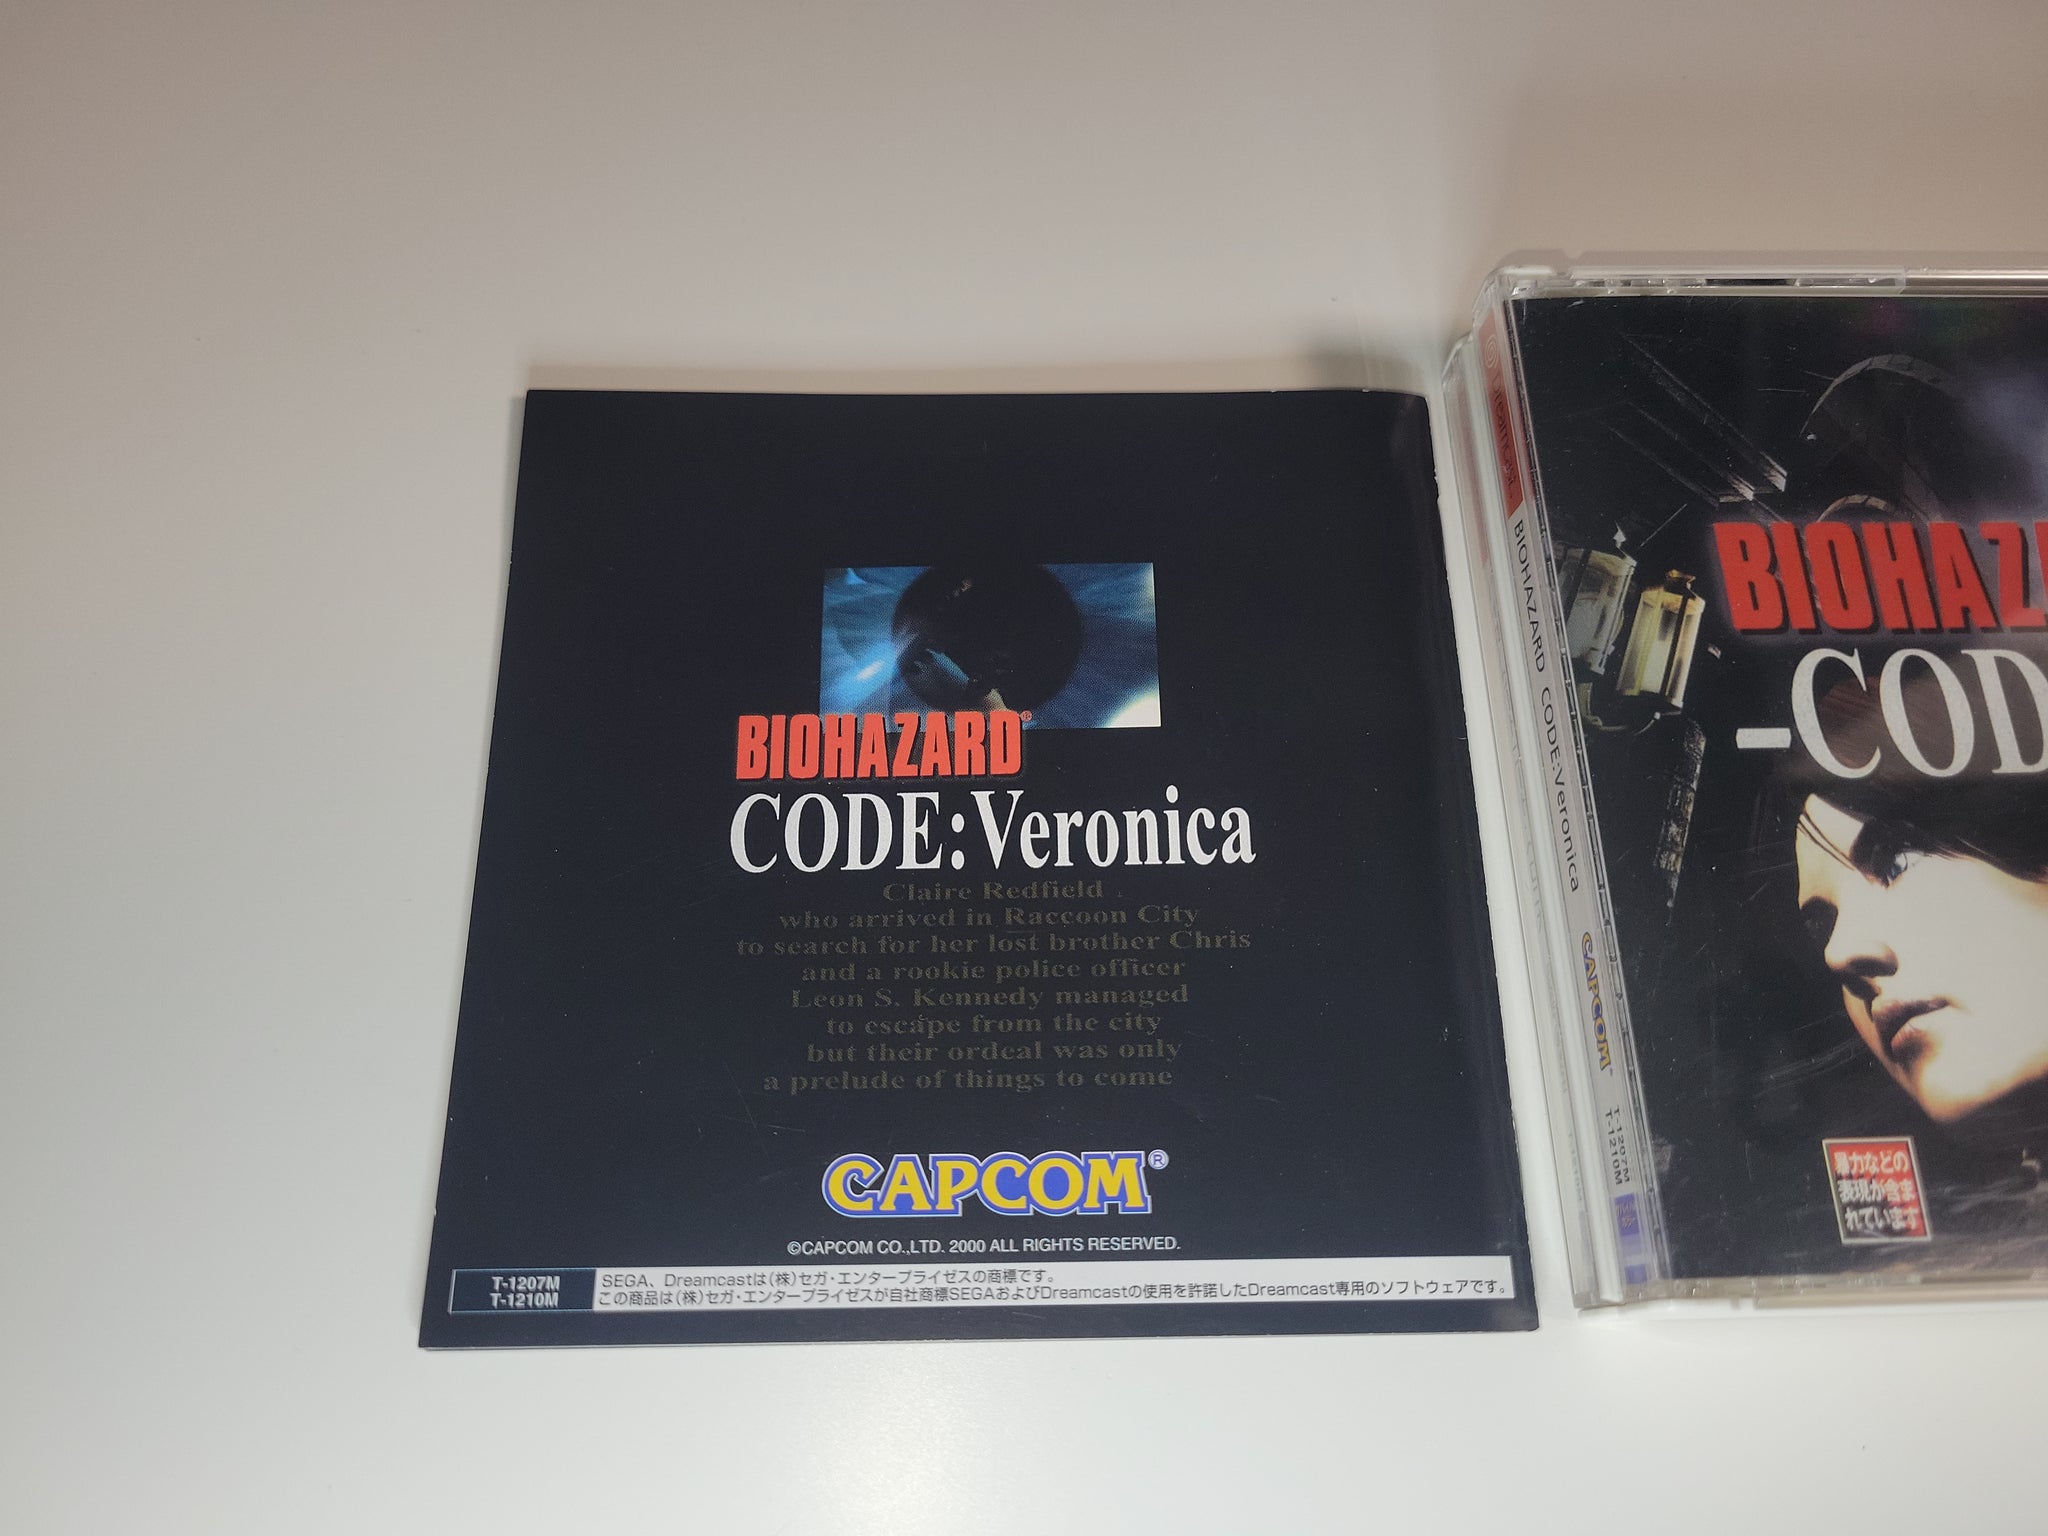 BIOHAZARD®
CODE:Veronica
Claire Redfield
who arrived in Raccoon City
to search for her lost brother Chris
and a rookie police officer
Leon S. Kennedy managed
to escape from the city
but their ordeal was only
a prelude of things to come
CAPCOM®
©CAPCOM CO.,LTD. 2000 ALL RIGHTS RESERVED.
T-1207M
T-1210M
SEGA、Dreamcastは(株)セガ・エンタープライゼスの商標です。
この商品は(株)セガ・エンタープライゼスが自社商標SEGAおよびDreamcastの使用を許諾したDreamcast専用のソフトウェアです。
Dreamcast
BIOHAZARD CODE:Veronica
CAPCOM
T-1207M
T-1210M
BIOHAZA
-COD
暴力などの
表現が含ま
れています